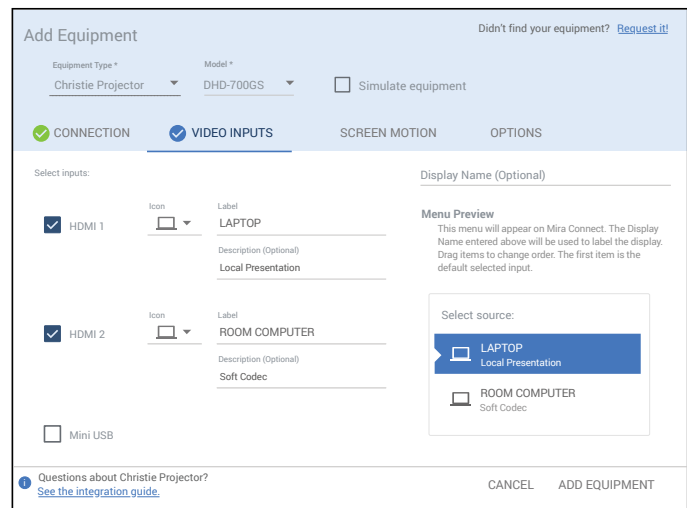 Add Equipment
Didn't find your equipment? Request it!
Equipment Type *
Christie Projector
Model *
DHD-700GS
Simulate equipment
CONNECTION
VIDEO INPUTS
SCREEN MOTION
OPTIONS
Select inputs:
HDMI 1
Icon
Label
LAPTOP
Description (Optional)
Local Presentation
HDMI 2
Icon
Label
ROOM COMPUTER
Description (Optional)
Soft Codec
Mini USB
Display Name (Optional)
Menu Preview
This menu will appear on Mira Connect. The Display
Name entered above will be used to label the display.
Drag items to change order. The first item is the
default selected input.
Select source:
LAPTOP
Local Presentation
ROOM COMPUTER
Soft Codec
Questions about Christie Projector?
See the integration guide.
CANCEL
ADD EQUIPMENT